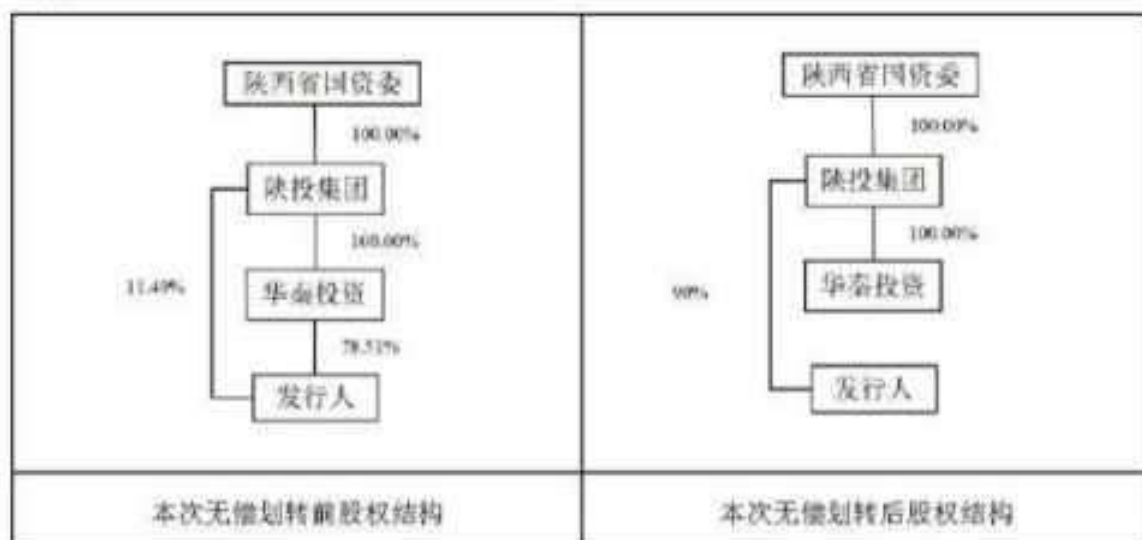 陕西省国资委
100.00%
陕投集团
100.00%
11.49%
华秦投资
78.51%
发行人
本次无偿划转前股权结构
陕西省国资委
100.00%
陕投集团
100.00%
华秦投资
90%
发行人
本次无偿划转后股权结构